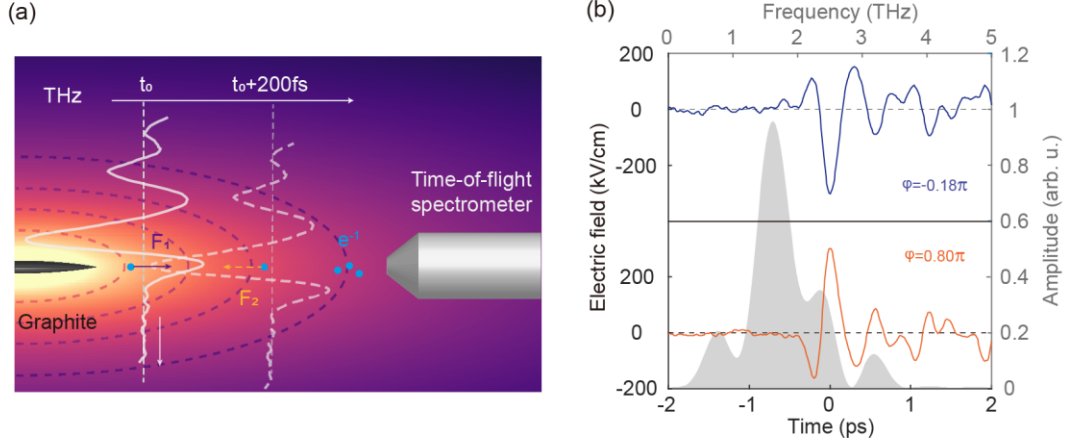 (a)
THz
t₀
t₀+200fs
Time-of-flight
spectrometer
F₁
e⁻¹
F₂
Graphite
(b)
Frequency (THz)
0 1 2 3 4 5
200
0
-200
200
0
-200
Electric field (kV/cm)
φ=-0.18π
φ=0.80π
1.2
1
0.8
0.6
0.4
0.2
0
Amplitude (arb. u.)
-2 -1 0 1 2
Time (ps)